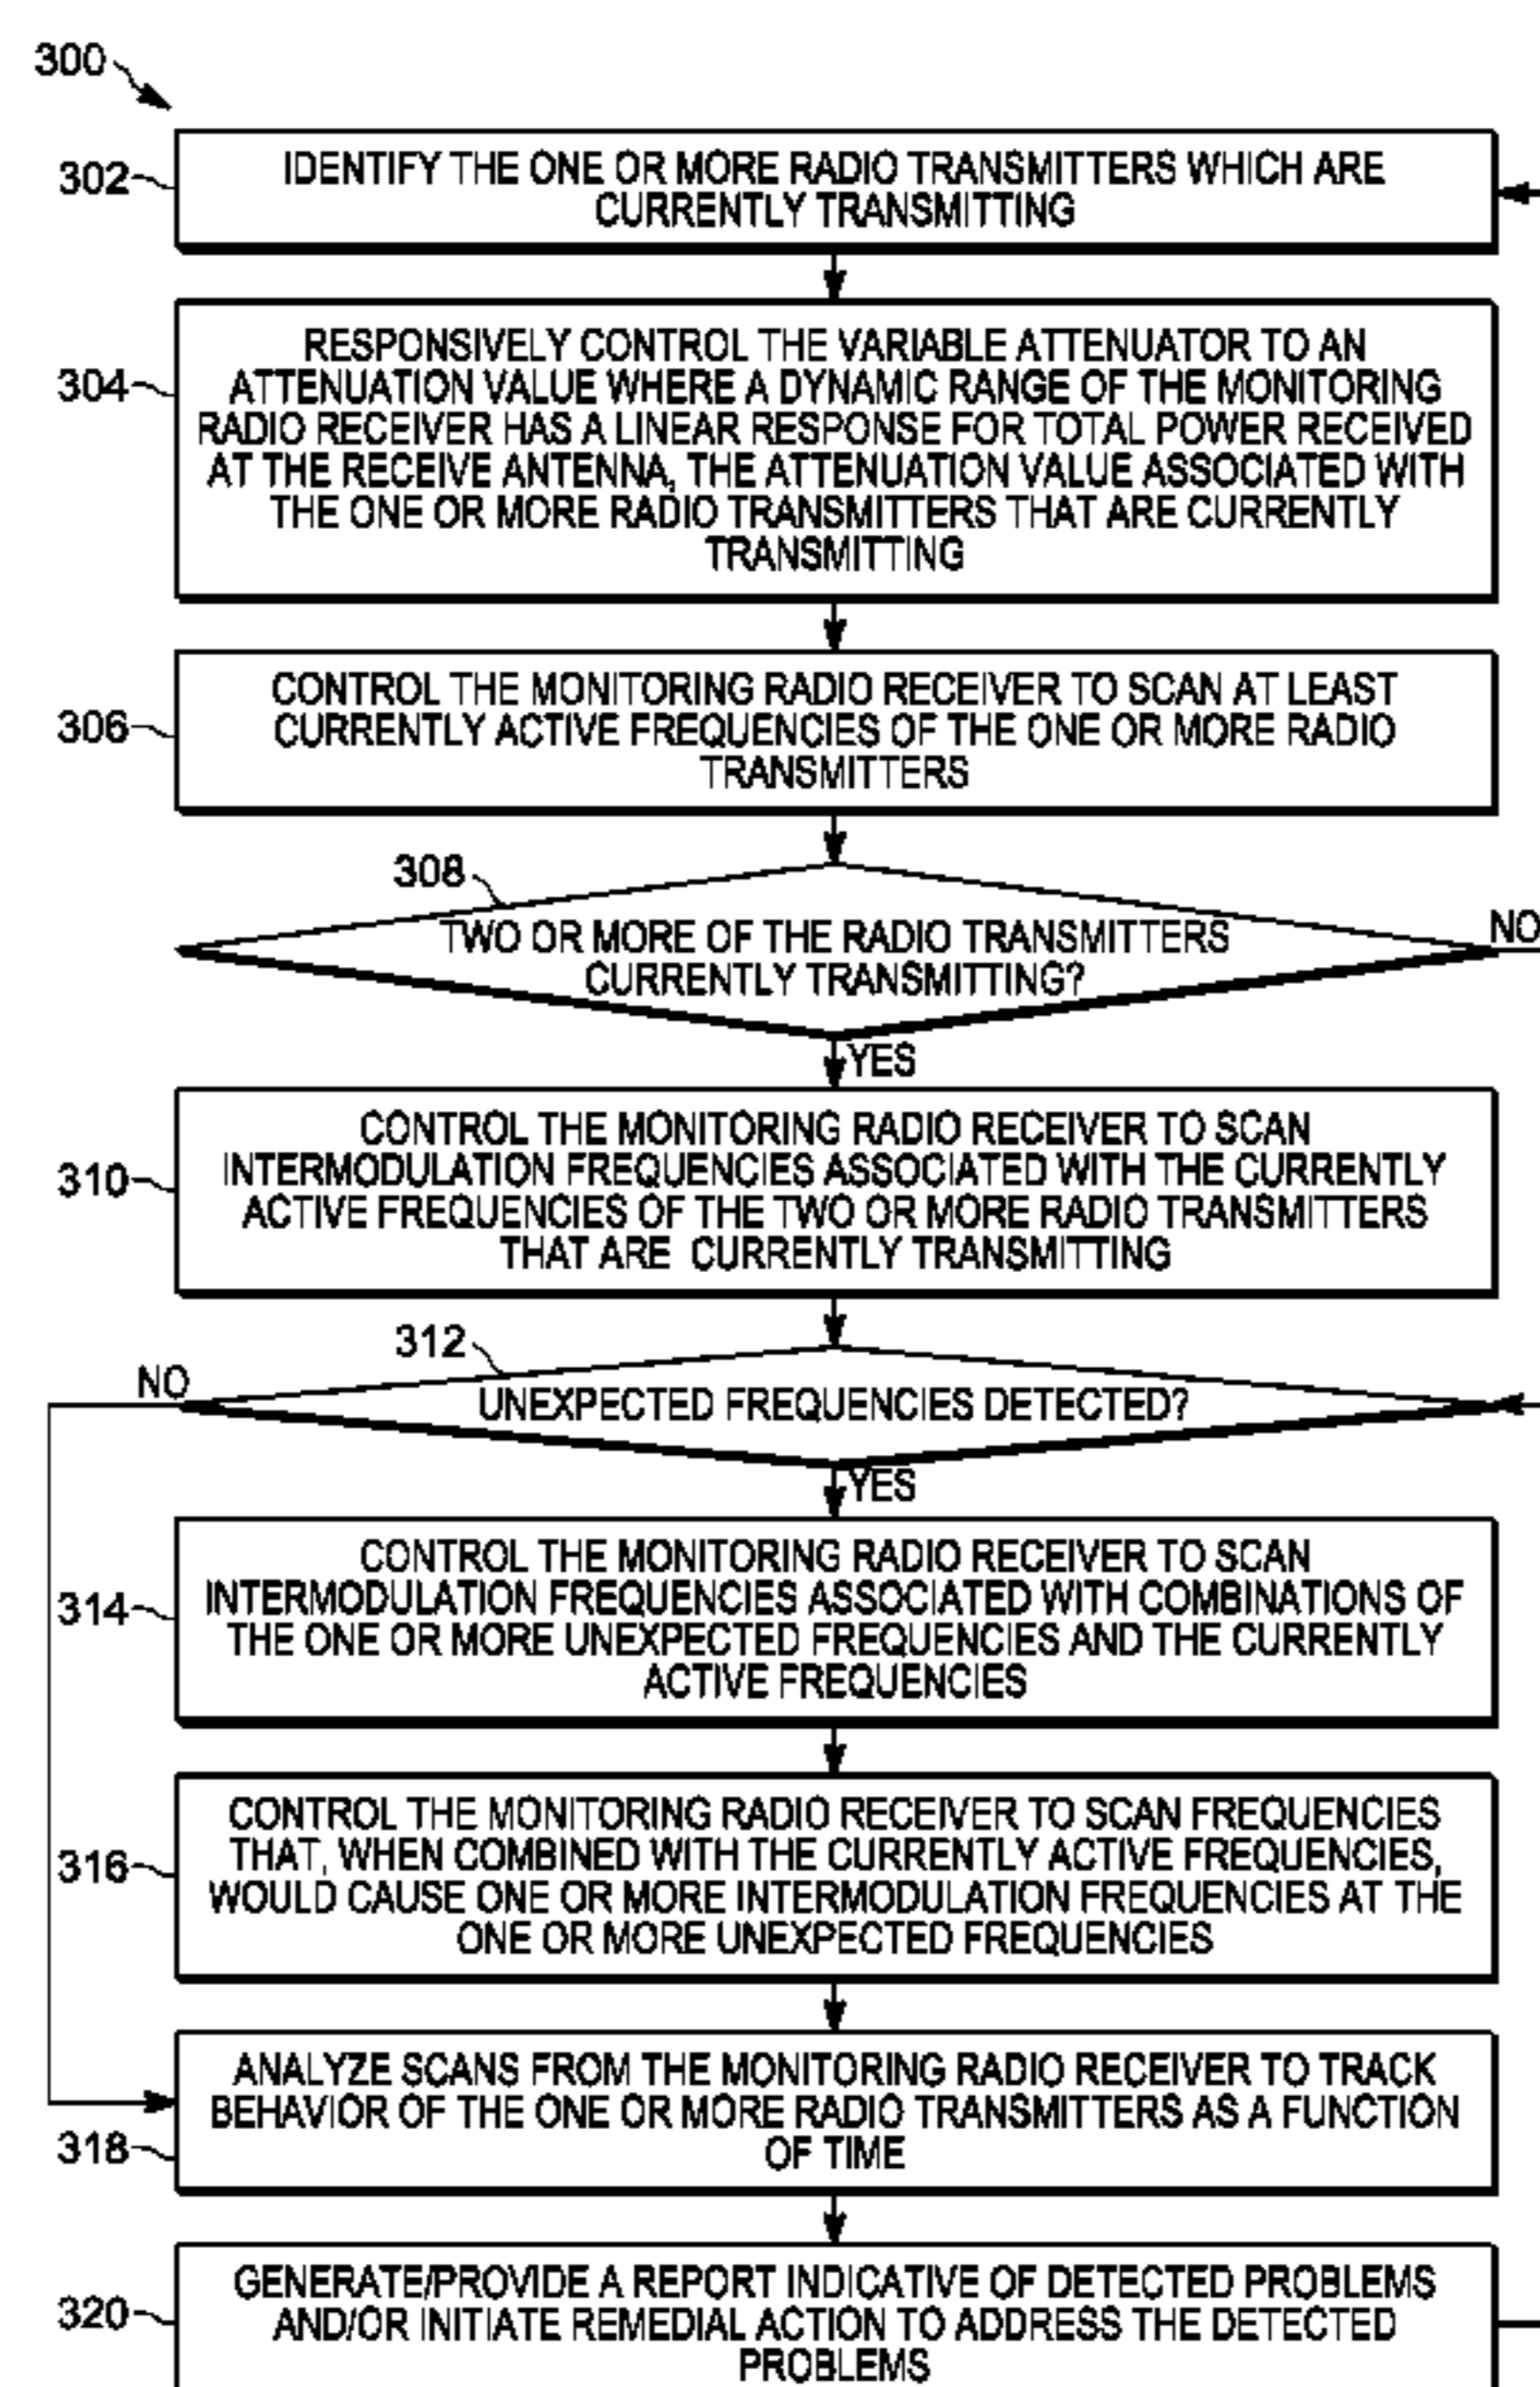 300
302
IDENTIFY THE ONE OR MORE RADIO TRANSMITTERS WHICH ARE
CURRENTLY TRANSMITTING
304
RESPONSIVELY CONTROL THE VARIABLE ATTENUATOR TO AN
ATTENUATION VALUE WHERE A DYNAMIC RANGE OF THE MONITORING
RADIO RECEIVER HAS A LINEAR RESPONSE FOR TOTAL POWER RECEIVED
AT THE RECEIVE ANTENNA, THE ATTENUATION VALUE ASSOCIATED WITH
THE ONE OR MORE RADIO TRANSMITTERS THAT ARE CURRENTLY
TRANSMITTING
306
CONTROL THE MONITORING RADIO RECEIVER TO SCAN AT LEAST
CURRENTLY ACTIVE FREQUENCIES OF THE ONE OR MORE RADIO
TRANSMITTERS
308
TWO OR MORE OF THE RADIO TRANSMITTERS
CURRENTLY TRANSMITTING?
NO
YES
310
CONTROL THE MONITORING RADIO RECEIVER TO SCAN
INTERMODULATION FREQUENCIES ASSOCIATED WITH THE CURRENTLY
ACTIVE FREQUENCIES OF THE TWO OR MORE RADIO TRANSMITTERS
THAT ARE CURRENTLY TRANSMITTING
312
NO
UNEXPECTED FREQUENCIES DETECTED?
YES
314
CONTROL THE MONITORING RADIO RECEIVER TO SCAN
INTERMODULATION FREQUENCIES ASSOCIATED WITH COMBINATIONS OF
THE ONE OR MORE UNEXPECTED FREQUENCIES AND THE CURRENTLY
ACTIVE FREQUENCIES
316
CONTROL THE MONITORING RADIO RECEIVER TO SCAN FREQUENCIES
THAT, WHEN COMBINED WITH THE CURRENTLY ACTIVE FREQUENCIES,
WOULD CAUSE ONE OR MORE INTERMODULATION FREQUENCIES AT THE
ONE OR MORE UNEXPECTED FREQUENCIES
318
ANALYZE SCANS FROM THE MONITORING RADIO RECEIVER TO TRACK
BEHAVIOR OF THE ONE OR MORE RADIO TRANSMITTERS AS A FUNCTION
OF TIME
320
GENERATE/PROVIDE A REPORT INDICATIVE OF DETECTED PROBLEMS
AND/OR INITIATE REMEDIAL ACTION TO ADDRESS THE DETECTED
PROBLEMS